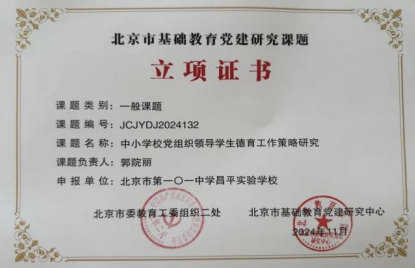 北京市基础教育党建研究课题
立项证书
课题类别：一般课题
课题编号：JCJYDJ2024132
课题名称：中小学校党组织领导学生德育工作策略研究
课题负责人：郭院丽
申报单位：北京市第一〇一中学昌平实验学校
北京市委教育工委组织二处 北京市基础教育党建研究中心
2024年11月